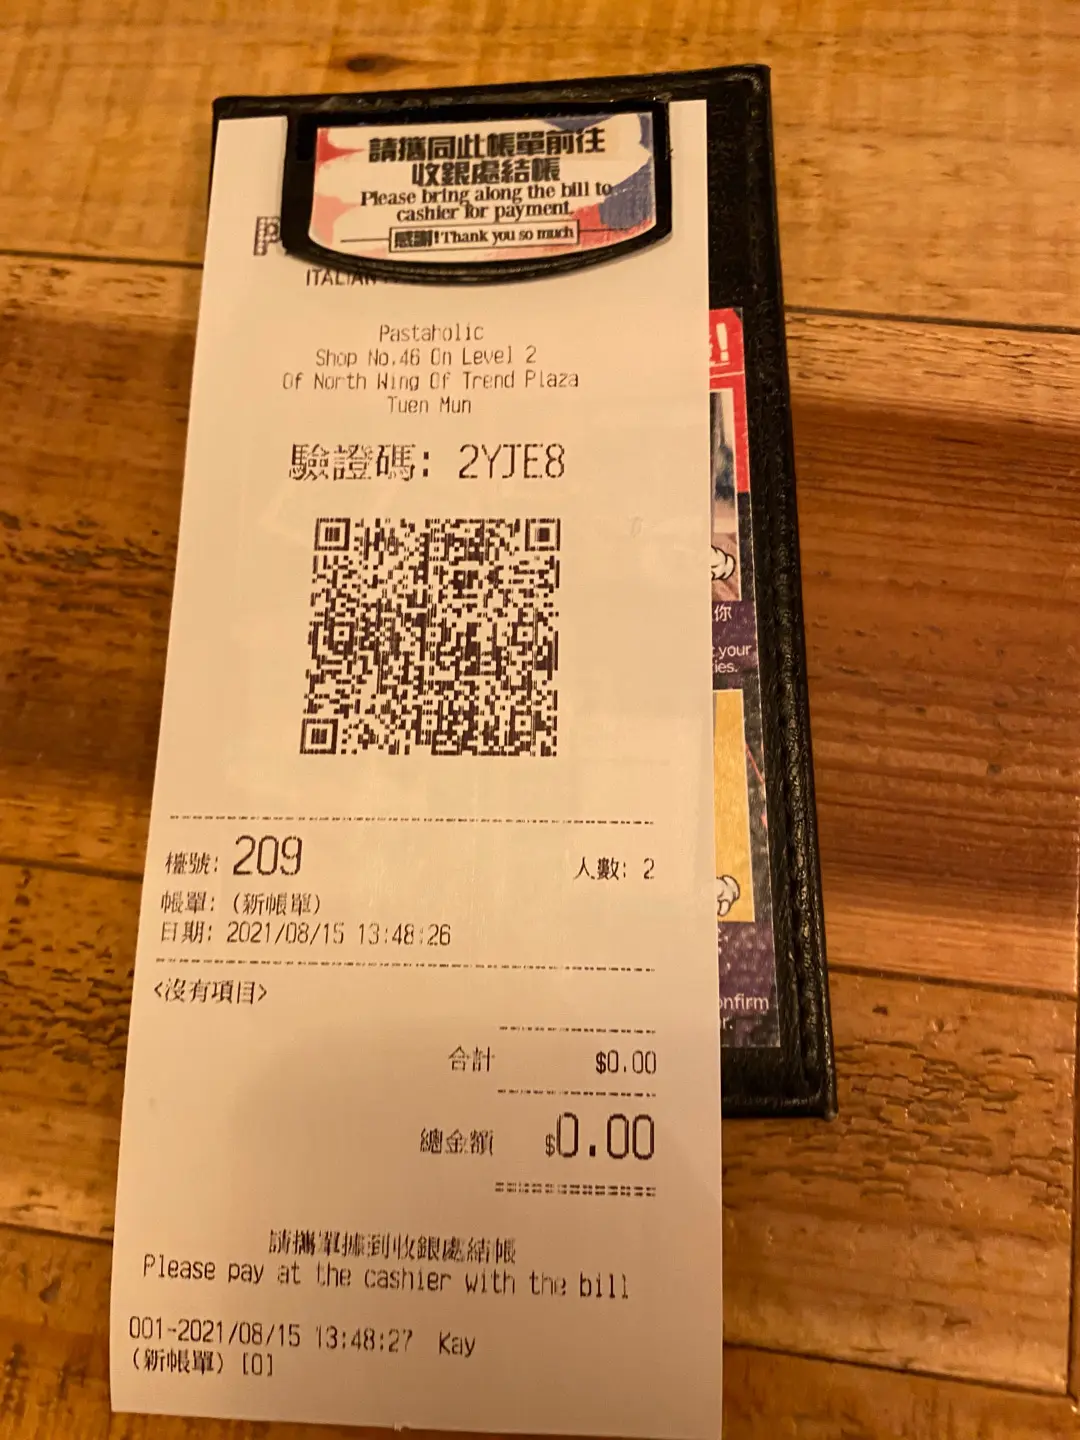 請攜同此帳單前往
收銀處結帳
Please bring along the bill to
cashier for payment.
感謝! Thank you so much
P
ITALIAN
Pastaholic
Shop No.46 On Level 2
Of North Wing Of Trend Plaza
Tuen Mun
驗證碼: 2YJE8
檯號: 209 人數: 2
帳單: (新帳單)
日期: 2021/08/15 13:48:26
<沒有項目>
合計 $0.00
總金額 $0.00
請攜單據到收銀處結帳
Please pay at the cashier with the bill
001-2021/08/15 13:48:27 Kay
(新帳單) [0]
!
你
your
ies.
onfirm
r.